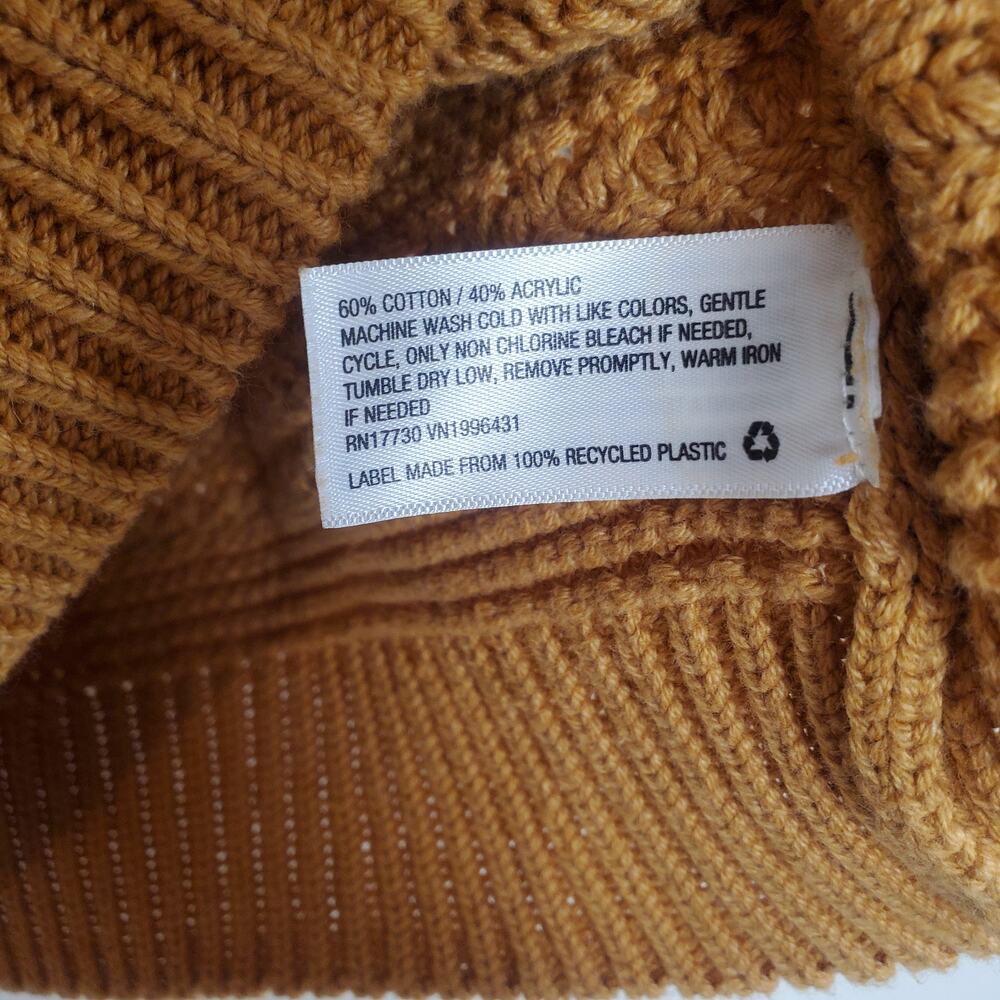 60% COTTON / 40% ACRYLIC
MACHINE WASH COLD WITH LIKE COLORS, GENTLE
CYCLE, ONLY NON CHLORINE BLEACH IF NEEDED,
TUMBLE DRY LOW, REMOVE PROMPTLY, WARM IRON
IF NEEDED
RN17730 VN1996431
LABEL MADE FROM 100% RECYCLED PLASTIC